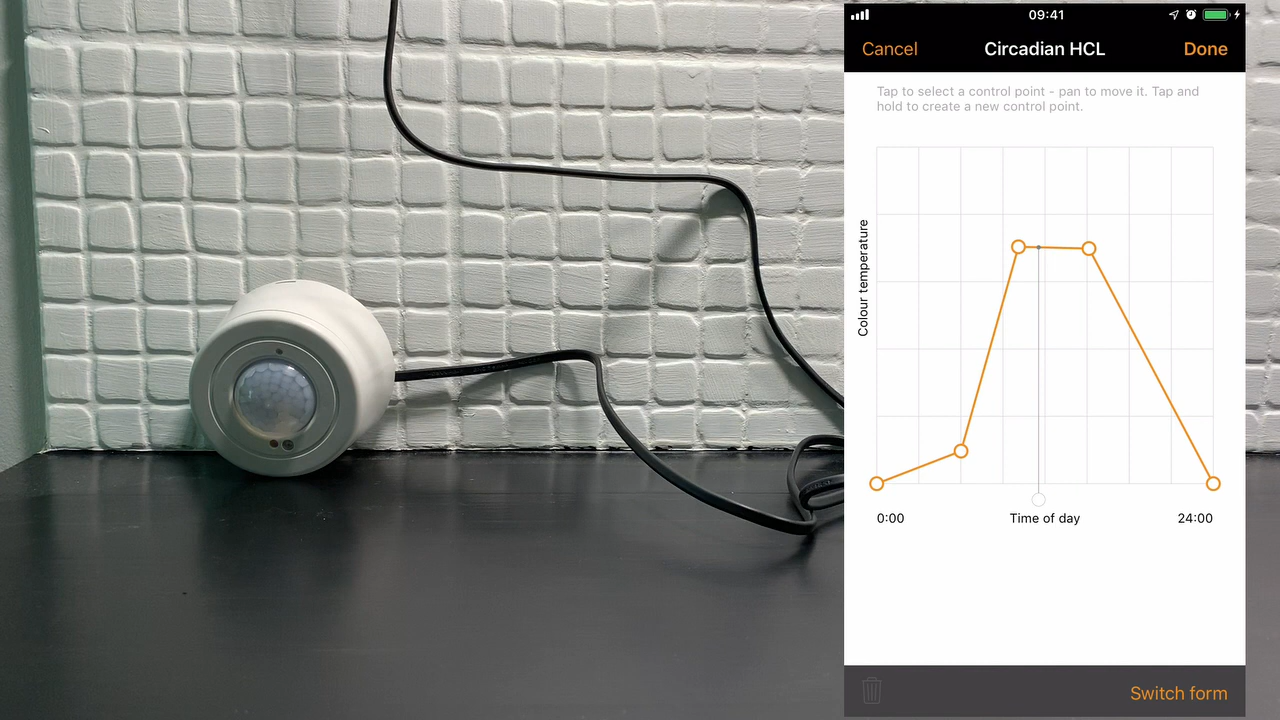 09:41
Cancel
Circadian HCL
Done
Tap to select a control point - pan to move it. Tap and
hold to create a new control point.
Colour temperature
0:00
Time of day
24:00
Switch form